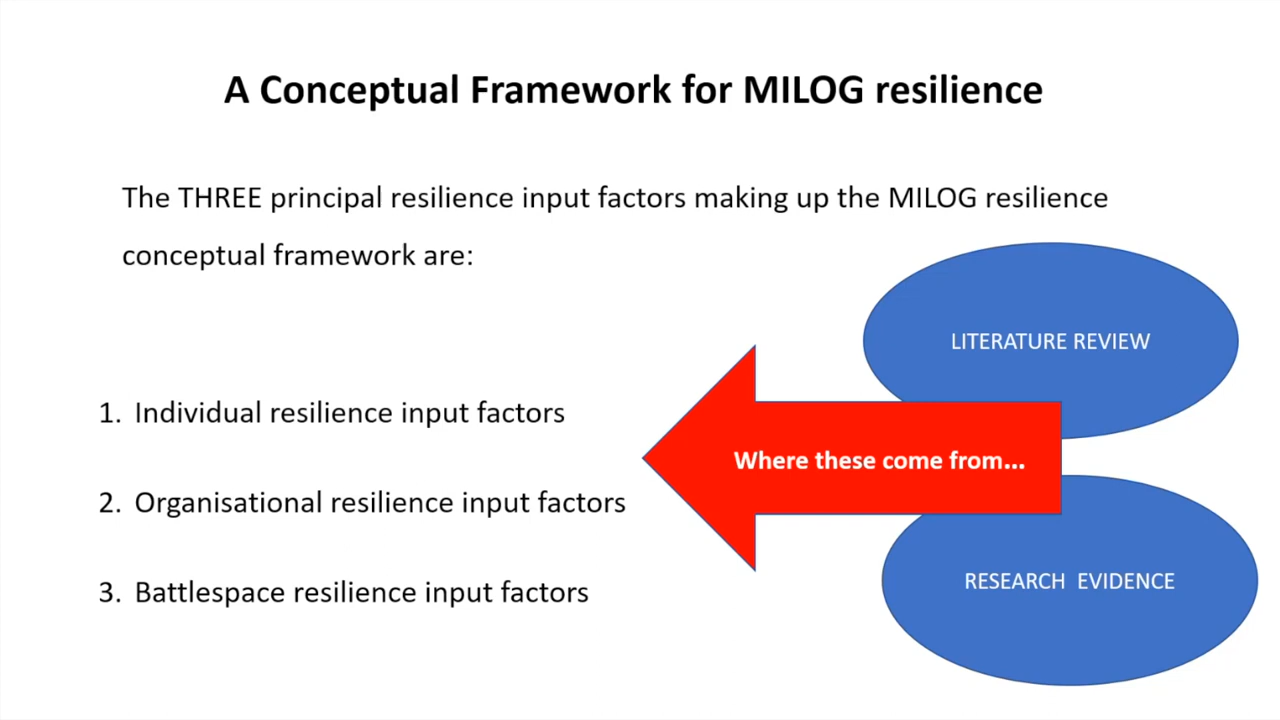 A Conceptual Framework for MILOG resilience
The THREE principal resilience input factors making up the MILOG resilience
conceptual framework are:
1. Individual resilience input factors
2. Organisational resilience input factors
3. Battlespace resilience input factors
LITERATURE REVIEW
Where these come from...
RESEARCH EVIDENCE